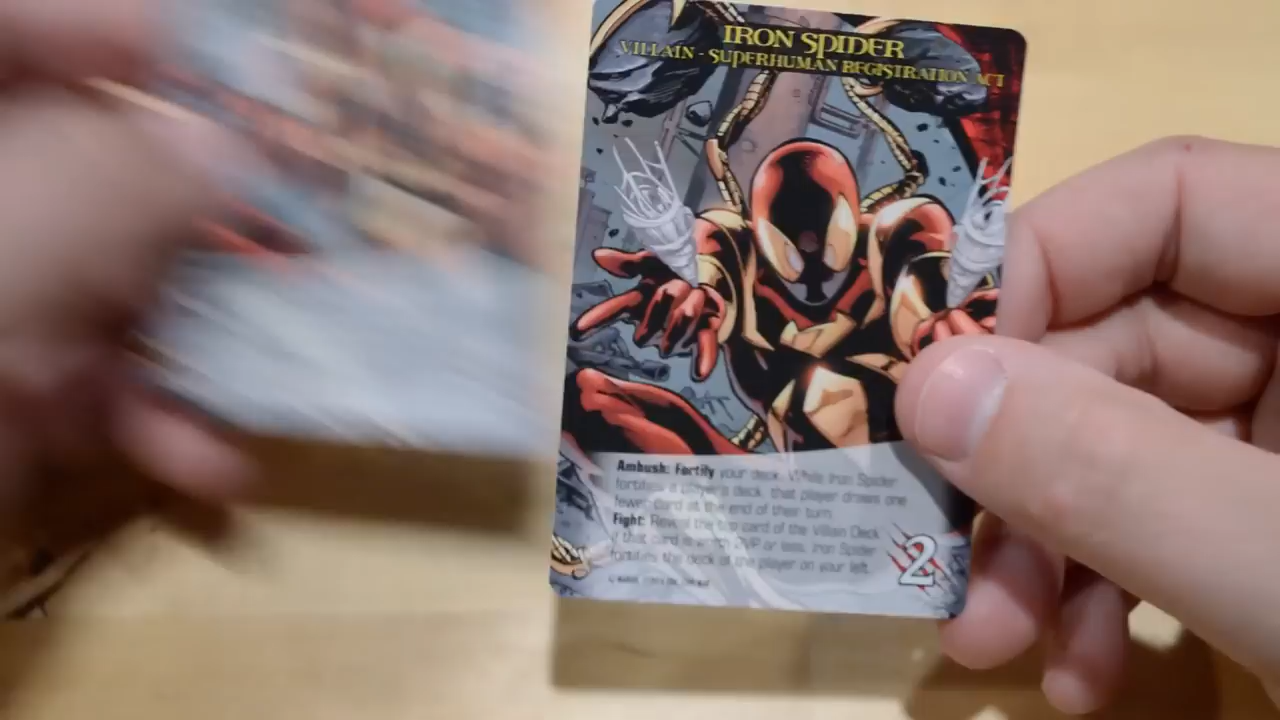 IRON SPIDER
VILLAIN - SUPERHUMAN REGISTRATION ACT
Ambush: Fortify your deck. While Iron Spider
fortifies a player's deck, that player draws one
fewer card at the end of their turn.
Fight: Reveal the top card of the Villain Deck.
If that card is worth 2VP or less, Iron Spider
fortifies the deck of the player on your left.
2